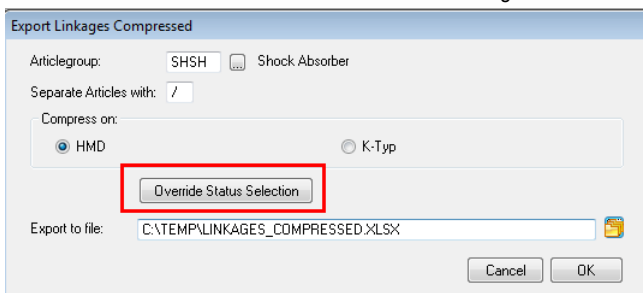 Export Linkages Compressed
Articlegroup: SHSH ... Shock Absorber
Separate Articles with: /
Compress on:
HMD K-Typ
Override Status Selection
Export to file: C:\TEMP\LINKAGES_COMPRESSED.XLSX
Cancel OK